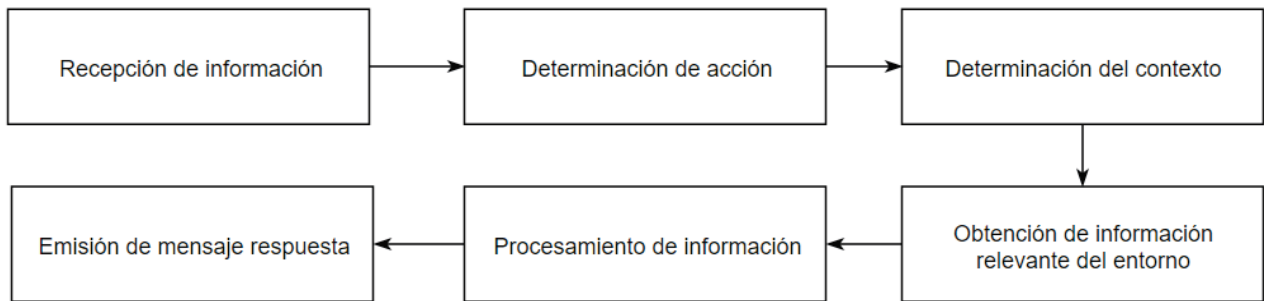 Recepción de información
Determinación de acción
Determinación del contexto
Obtención de información
relevante del entorno
Procesamiento de información
Emisión de mensaje respuesta